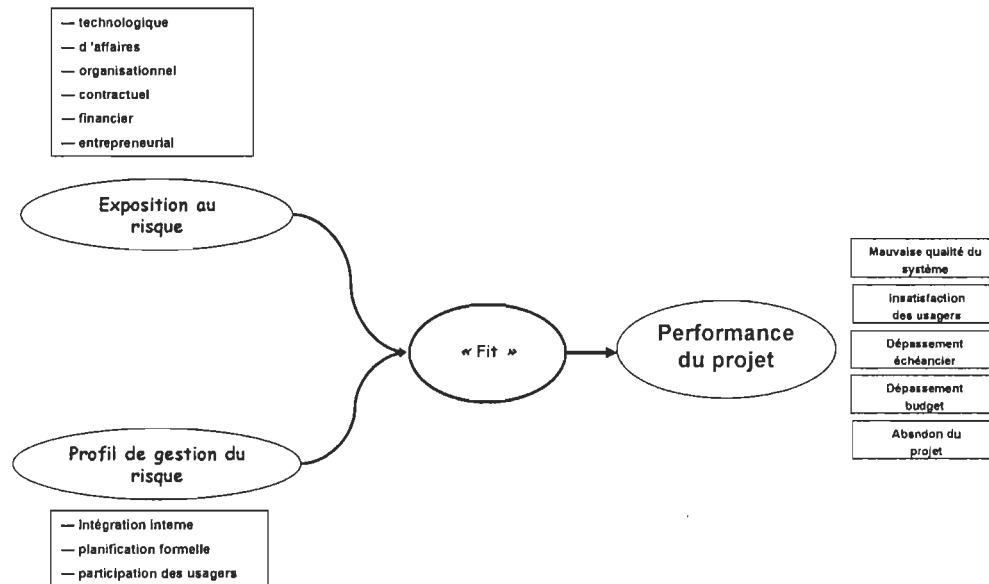 — technologique
— d 'affaires
— organisationnel
— contractuel
— financier
— entrepreneurial
Exposition au
risque
« Fit »
Performance
du projet
Mauvaise qualité du
système
Insatisfaction
des usagers
Dépassement
échéancier
Dépassement
budget
Abandon du
projet
Profil de gestion du
risque
— Intégration interne
— planification formelle
— participation des usagers